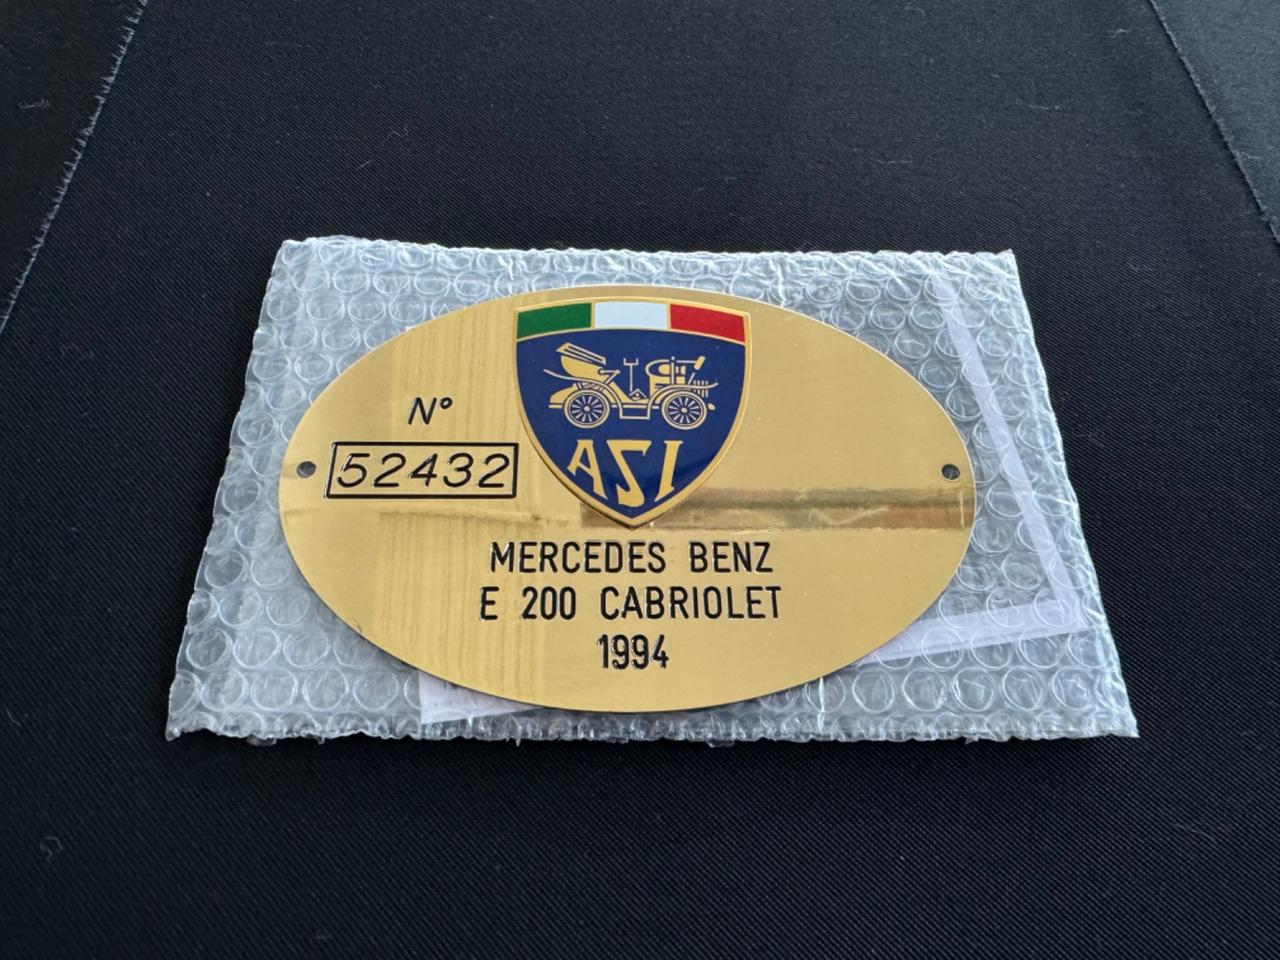 ASI
N°
52432
MERCEDES BENZ
E 200 CABRIOLET
1994